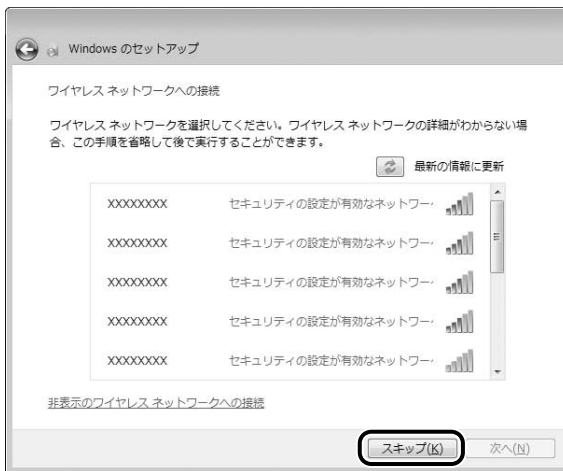 Windows のセットアップ
ワイヤレス ネットワークへの接続
ワイヤレス ネットワークを選択してください。ワイヤレス ネットワークの詳細がわからない場
合、この手順を省略して後で実行することができます。
最新の情報に更新
XXXXXXXX セキュリティの設定が有効なネットワー
XXXXXXXX セキュリティの設定が有効なネットワー
XXXXXXXX セキュリティの設定が有効なネットワー
XXXXXXXX セキュリティの設定が有効なネットワー
XXXXXXXX セキュリティの設定が有効なネットワー
非表示のワイヤレス ネットワークへの接続
スキップ(K) 次へ(N)